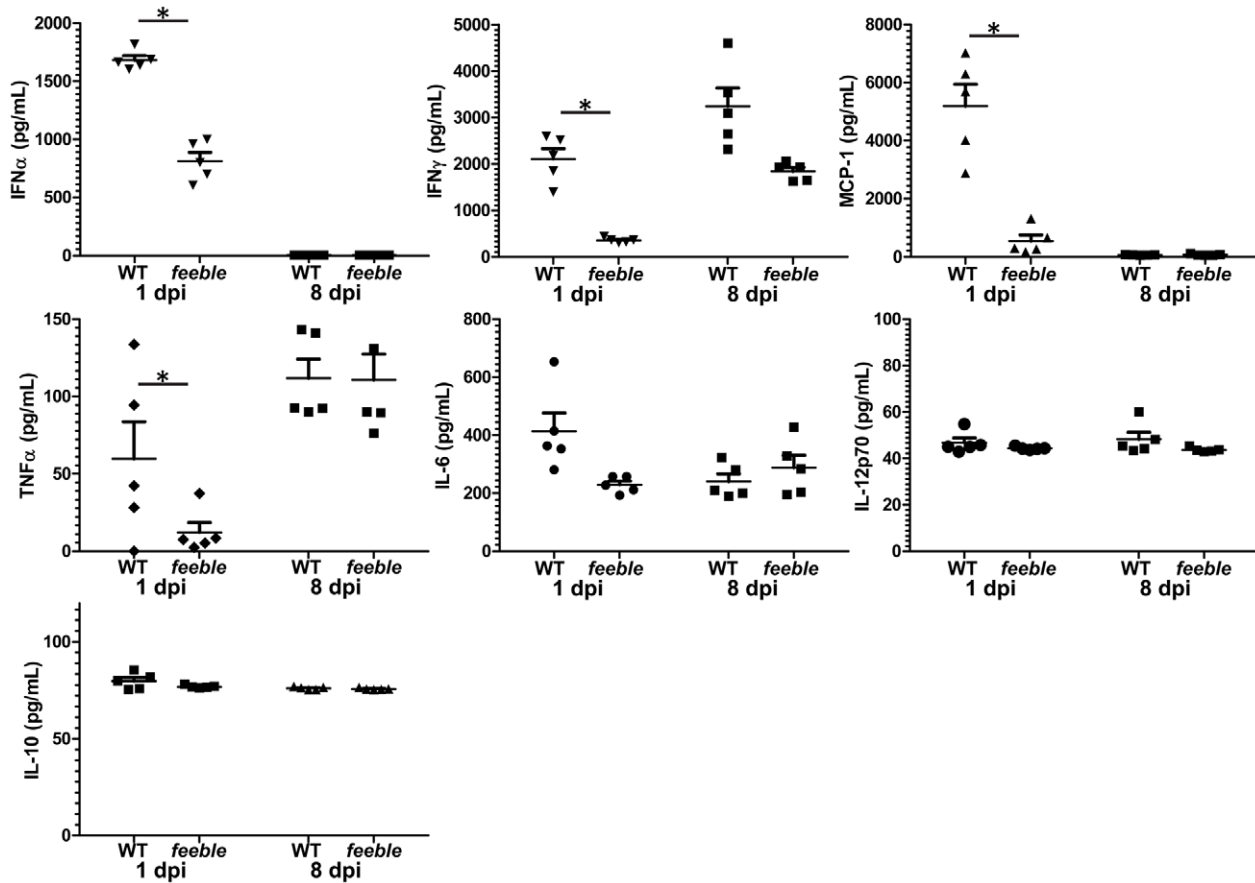 IFNα (pg/mL)
2000
1500
1000
500
0
*
WT feeble WT feeble
1 dpi 8 dpi
IFNγ (pg/mL)
5000
4000
3000
2000
1000
0
*
WT feeble WT feeble
1 dpi 8 dpi
MCP-1 (pg/mL)
8000
6000
4000
2000
0
*
WT feeble WT feeble
1 dpi 8 dpi
TNFα (pg/mL)
150
100
50
0
*
WT feeble WT feeble
1 dpi 8 dpi
IL-6 (pg/mL)
800
600
400
200
0
WT feeble WT feeble
1 dpi 8 dpi
IL-12p70 (pg/mL)
100
80
60
40
20
0
WT feeble WT feeble
1 dpi 8 dpi
IL-10 (pg/mL)
100
50
0
WT feeble WT feeble
1 dpi 8 dpi